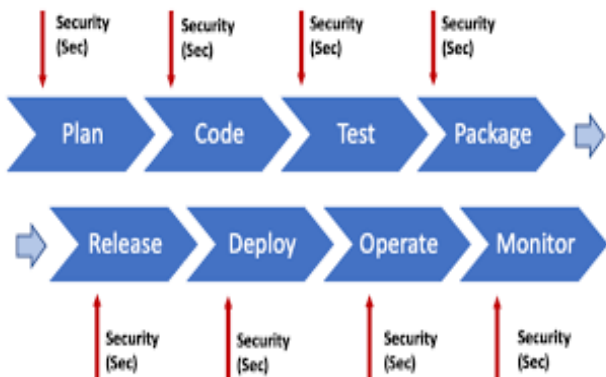 Security
(Sec)
Security
(Sec)
Security
(Sec)
Security
(Sec)
Plan
Code
Test
Package
Release
Deploy
Operate
Monitor
Security
(Sec)
Security
(Sec)
Security
(Sec)
Security
(Sec)